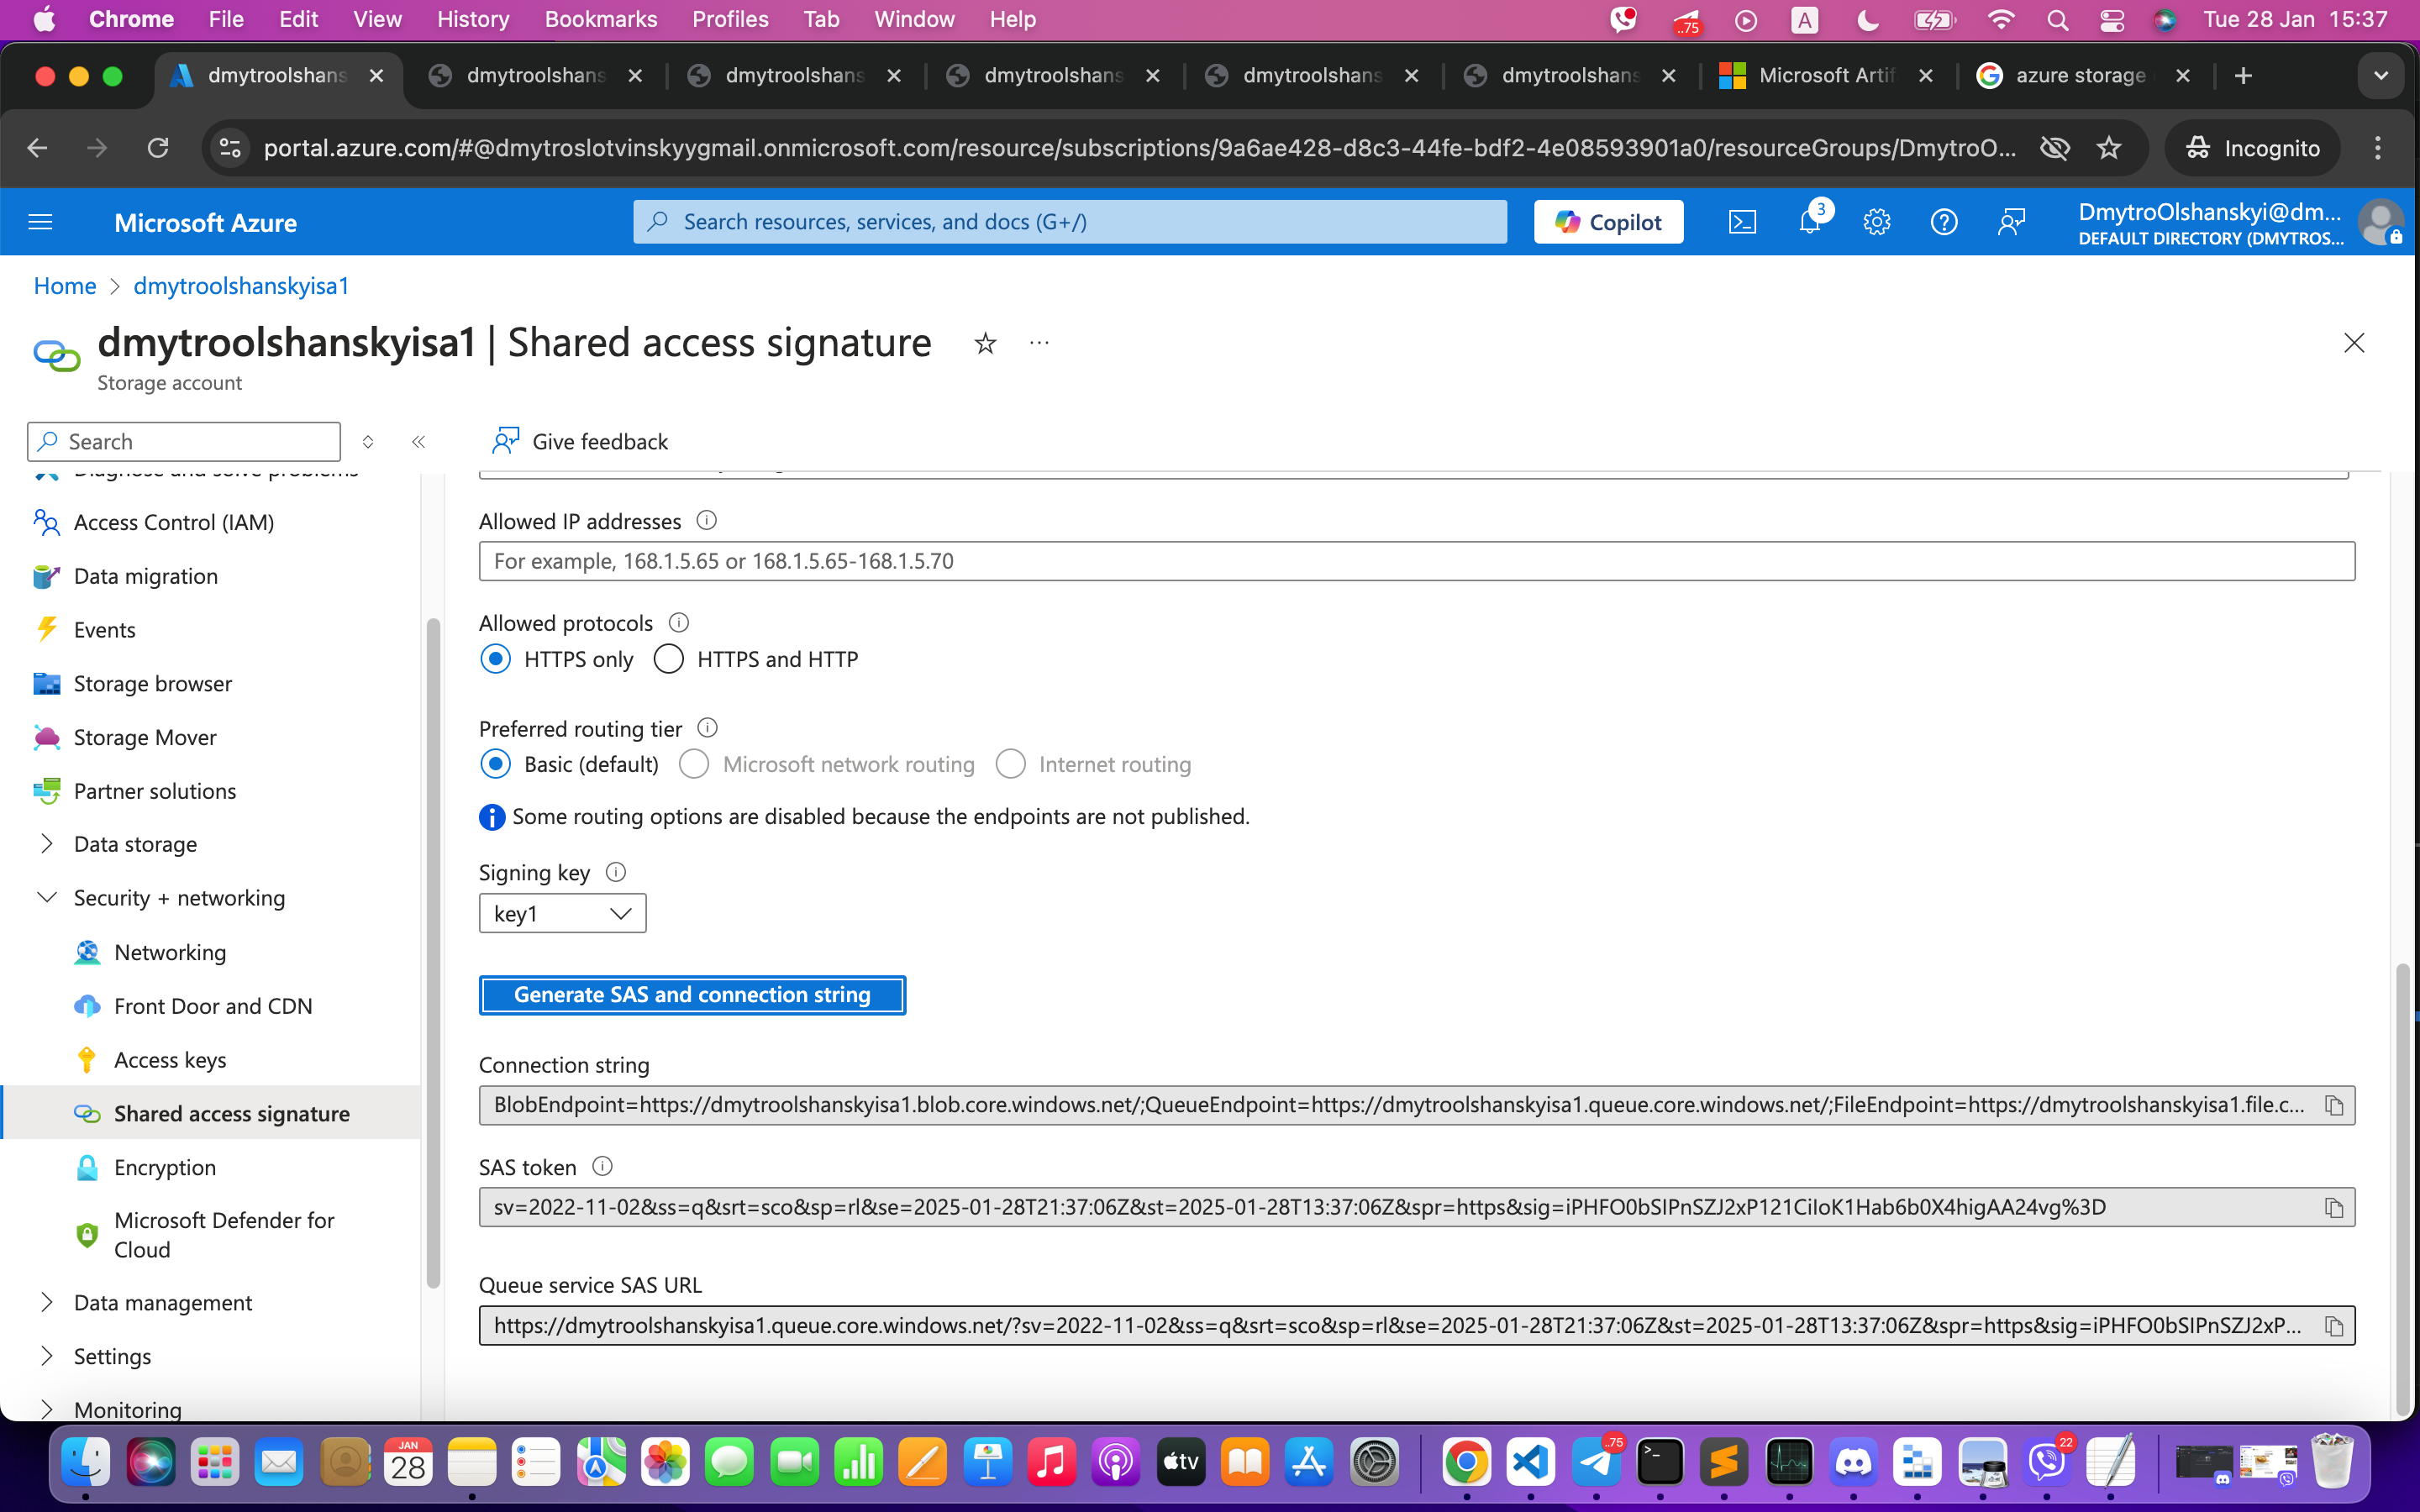 Chrome File Edit View History Bookmarks Profiles Tab Window Help ..75 A Tue 28 Jan 15:37
dmytroolshans dmytroolshans dmytroolshans dmytroolshans dmytroolshans dmytroolshans Microsoft Artif azure storage
portal.azure.com/#@dmytroslotvinskyygmail.onmicrosoft.com/resource/subscriptions/9a6ae428-d8c3-44fe-bdf2-4e08593901a0/resourceGroups/DmytroO... Incognito
Microsoft Azure Search resources, services, and docs (G+/) Copilot 3 DmytroOlshanskyi@dm...
DEFAULT DIRECTORY (DMYTROS...
Home > dmytroolshanskyisa1
dmytroolshanskyisa1 | Shared access signature
Storage account
Search
Give feedback
Diagnose and solve problems
Access Control (IAM)
Data migration
Events
Storage browser
Storage Mover
Partner solutions
Data storage
Security + networking
Networking
Front Door and CDN
Access keys
Shared access signature
Encryption
Microsoft Defender for
Cloud
Data management
Settings
Monitoring
Allowed IP addresses
For example, 168.1.5.65 or 168.1.5.65-168.1.5.70
Allowed protocols
HTTPS only HTTPS and HTTP
Preferred routing tier
Basic (default) Microsoft network routing Internet routing
Some routing options are disabled because the endpoints are not published.
Signing key
key1
Generate SAS and connection string
Connection string
BlobEndpoint=https://dmytroolshanskyisa1.blob.core.windows.net/;QueueEndpoint=https://dmytroolshanskyisa1.queue.core.windows.net/;FileEndpoint=https://dmytroolshanskyisa1.file.c...
SAS token
sv=2022-11-02&ss=q&srt=sco&sp=rl&se=2025-01-28T21:37:06Z&st=2025-01-28T13:37:06Z&spr=https&sig=iPHFO0bSIPnSZJ2xP121CiIoK1Hab6b0X4higAA24vg%3D
Queue service SAS URL
https://dmytroolshanskyisa1.queue.core.windows.net/?sv=2022-11-02&ss=q&srt=sco&sp=rl&se=2025-01-28T21:37:06Z&st=2025-01-28T13:37:06Z&spr=https&sig=iPHFO0bSIPnSZJ2xP...
JAN
28
tv
..75
22